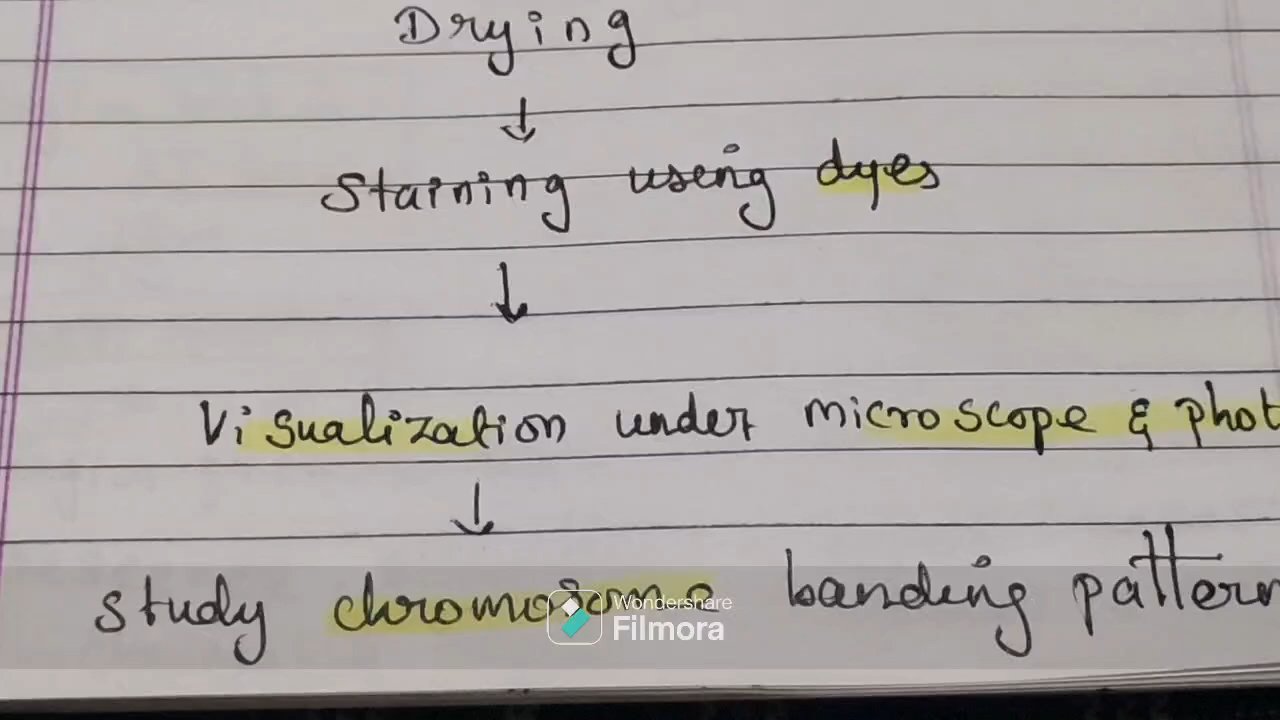 Drying
↓
Staining using dyes
↓
Visualization under microscope & phot
↓
study chromosome banding pattern
Wondershare
Filmora